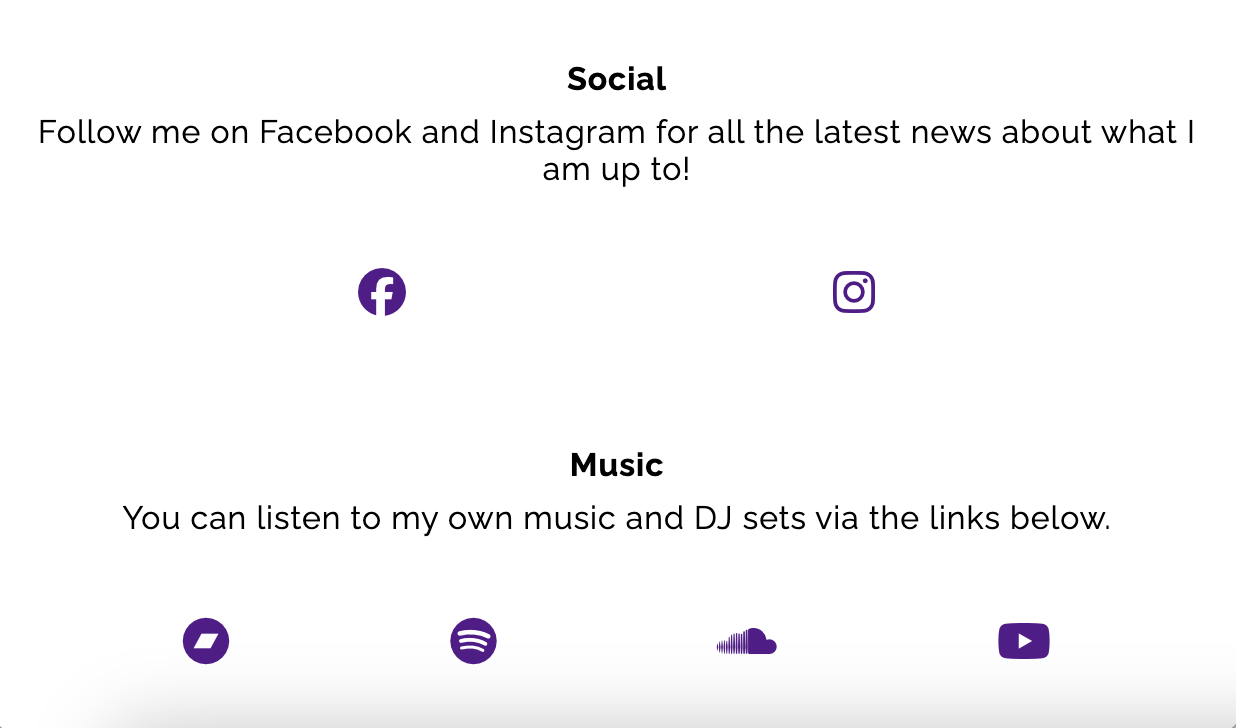 Social
Follow me on Facebook and Instagram for all the latest news about what I
am up to!
Music
You can listen to my own music and DJ sets via the links below.